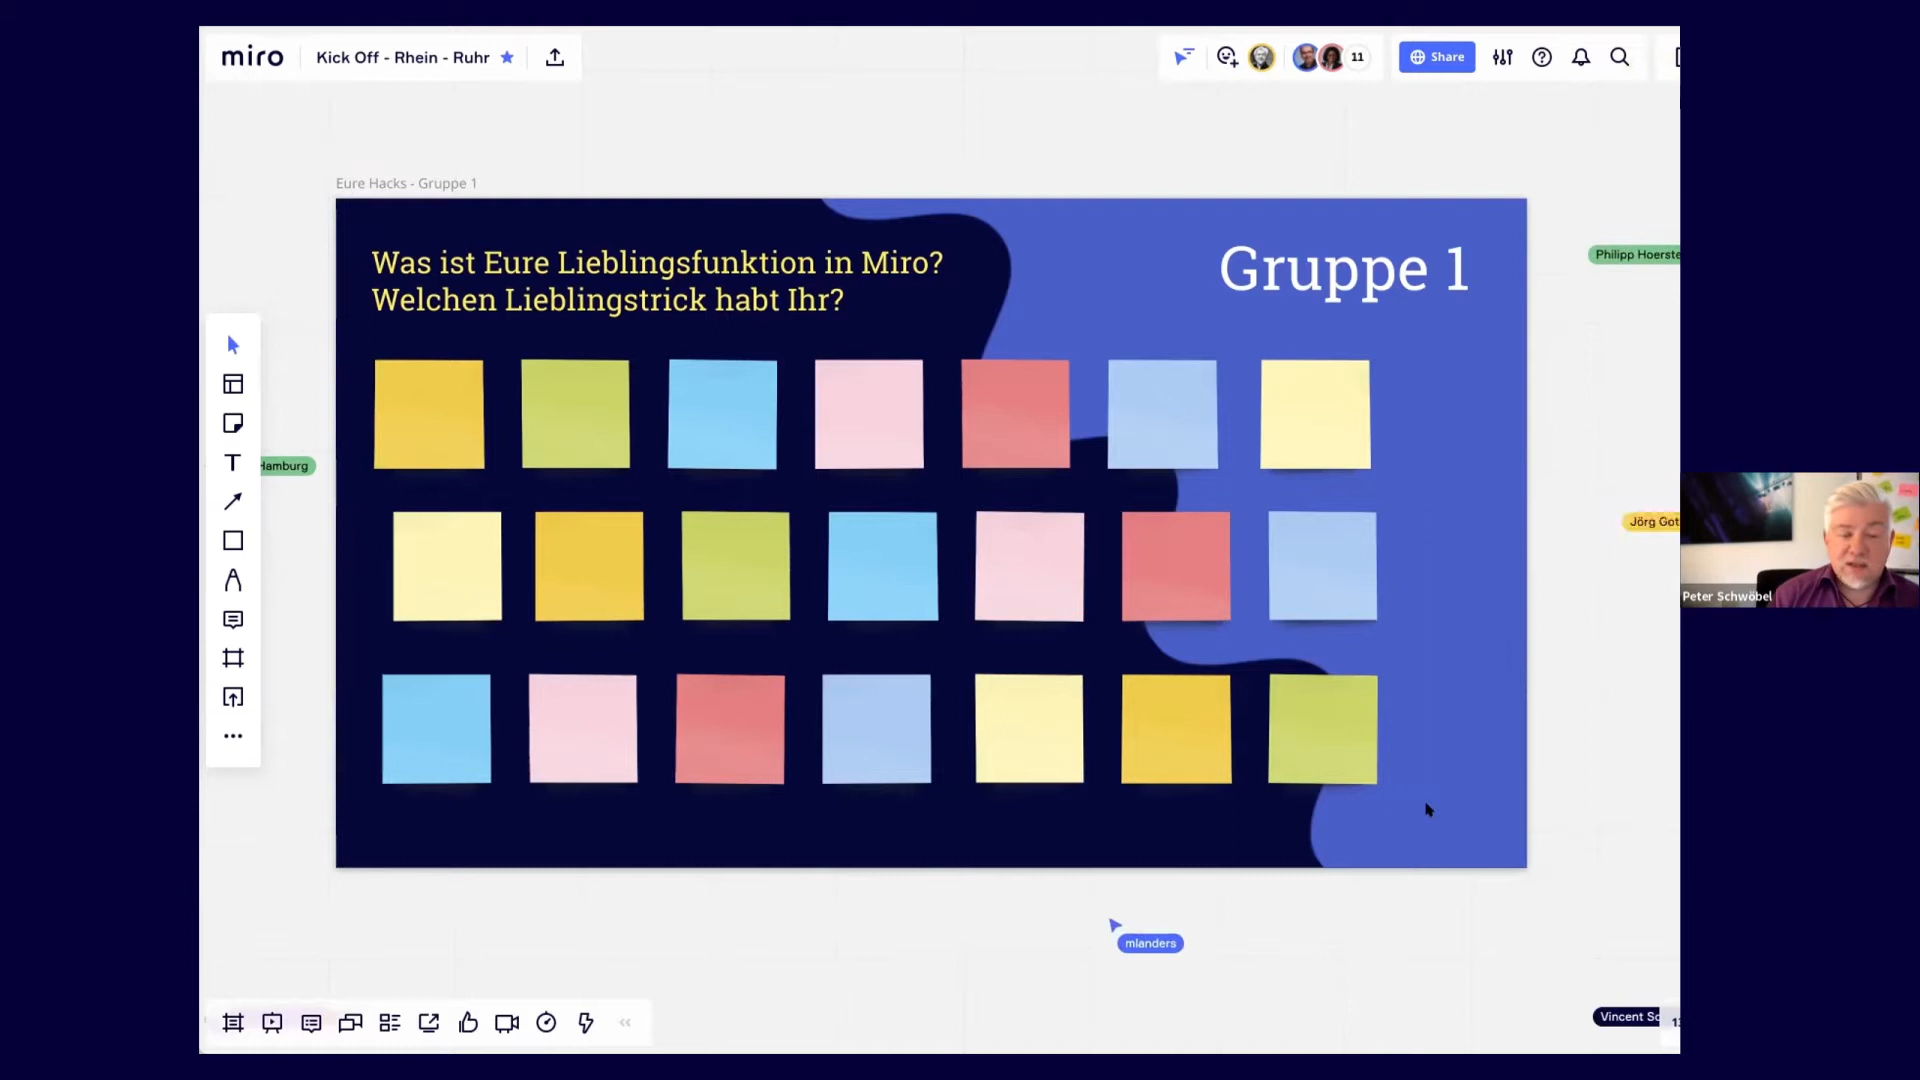 miro
Kick Off - Rhein - Ruhr
11
Share
Eure Hacks - Gruppe 1
Was ist Eure Lieblingsfunktion in Miro?
Welchen Lieblingstrick habt Ihr?
Gruppe 1
Philipp Hoerste
Hamburg
Jörg Got
Peter Schwöbel
mlanders
Vincent Sc